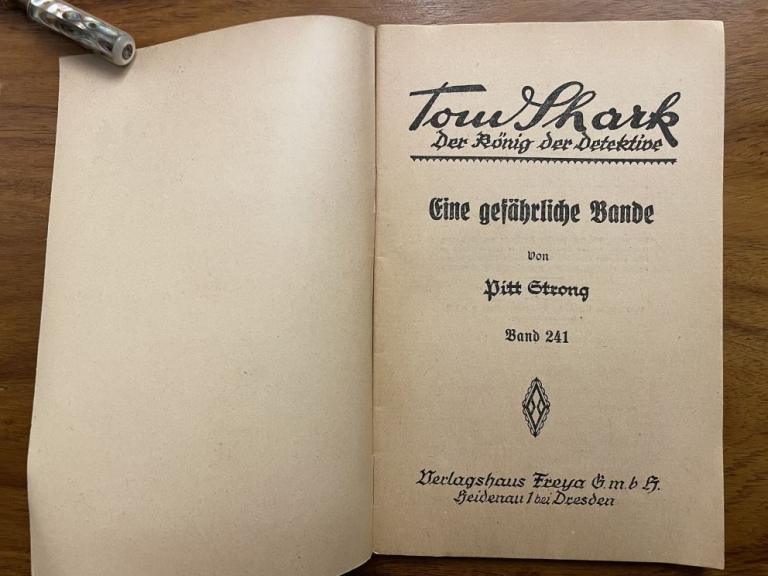 Tom Shark
Der König der Detektive
Eine gefährliche Bande
von
Pitt Strong
Band 241
Verlagshaus Freya G. m. b H.
Heidenau 1 bei Dresden